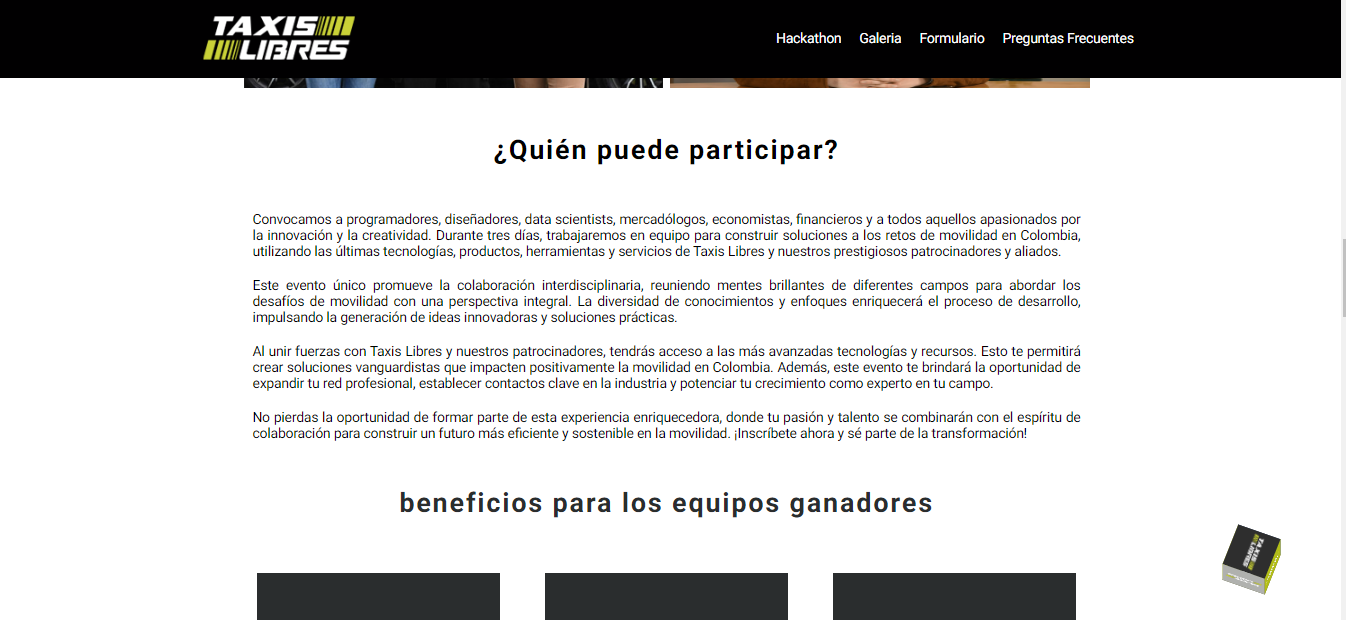 TAXIS
LIBRES
Hackathon Galeria Formulario Preguntas Frecuentes
¿Quién puede participar?
Convocamos a programadores, diseñadores, data scientists, mercadólogos, economistas, financieros y a todos aquellos apasionados por
la innovación y la creatividad. Durante tres días, trabajaremos en equipo para construir soluciones a los retos de movilidad en Colombia,
utilizando las últimas tecnologías, productos, herramientas y servicios de Taxis Libres y nuestros prestigiosos patrocinadores y aliados.
Este evento único promueve la colaboración interdisciplinaria, reuniendo mentes brillantes de diferentes campos para abordar los
desafíos de movilidad con una perspectiva integral. La diversidad de conocimientos y enfoques enriquecerá el proceso de desarrollo,
impulsando la generación de ideas innovadoras y soluciones prácticas.
Al unir fuerzas con Taxis Libres y nuestros patrocinadores, tendrás acceso a las más avanzadas tecnologías y recursos. Esto te permitirá
crear soluciones vanguardistas que impacten positivamente la movilidad en Colombia. Además, este evento te brindará la oportunidad de
expandir tu red profesional, establecer contactos clave en la industria y potenciar tu crecimiento como experto en tu campo.
No pierdas la oportunidad de formar parte de esta experiencia enriquecedora, donde tu pasión y talento se combinarán con el espíritu de
colaboración para construir un futuro más eficiente y sostenible en la movilidad. ¡Inscríbete ahora y sé parte de la transformación!
beneficios para los equipos ganadores
TAXIS
LIBRES